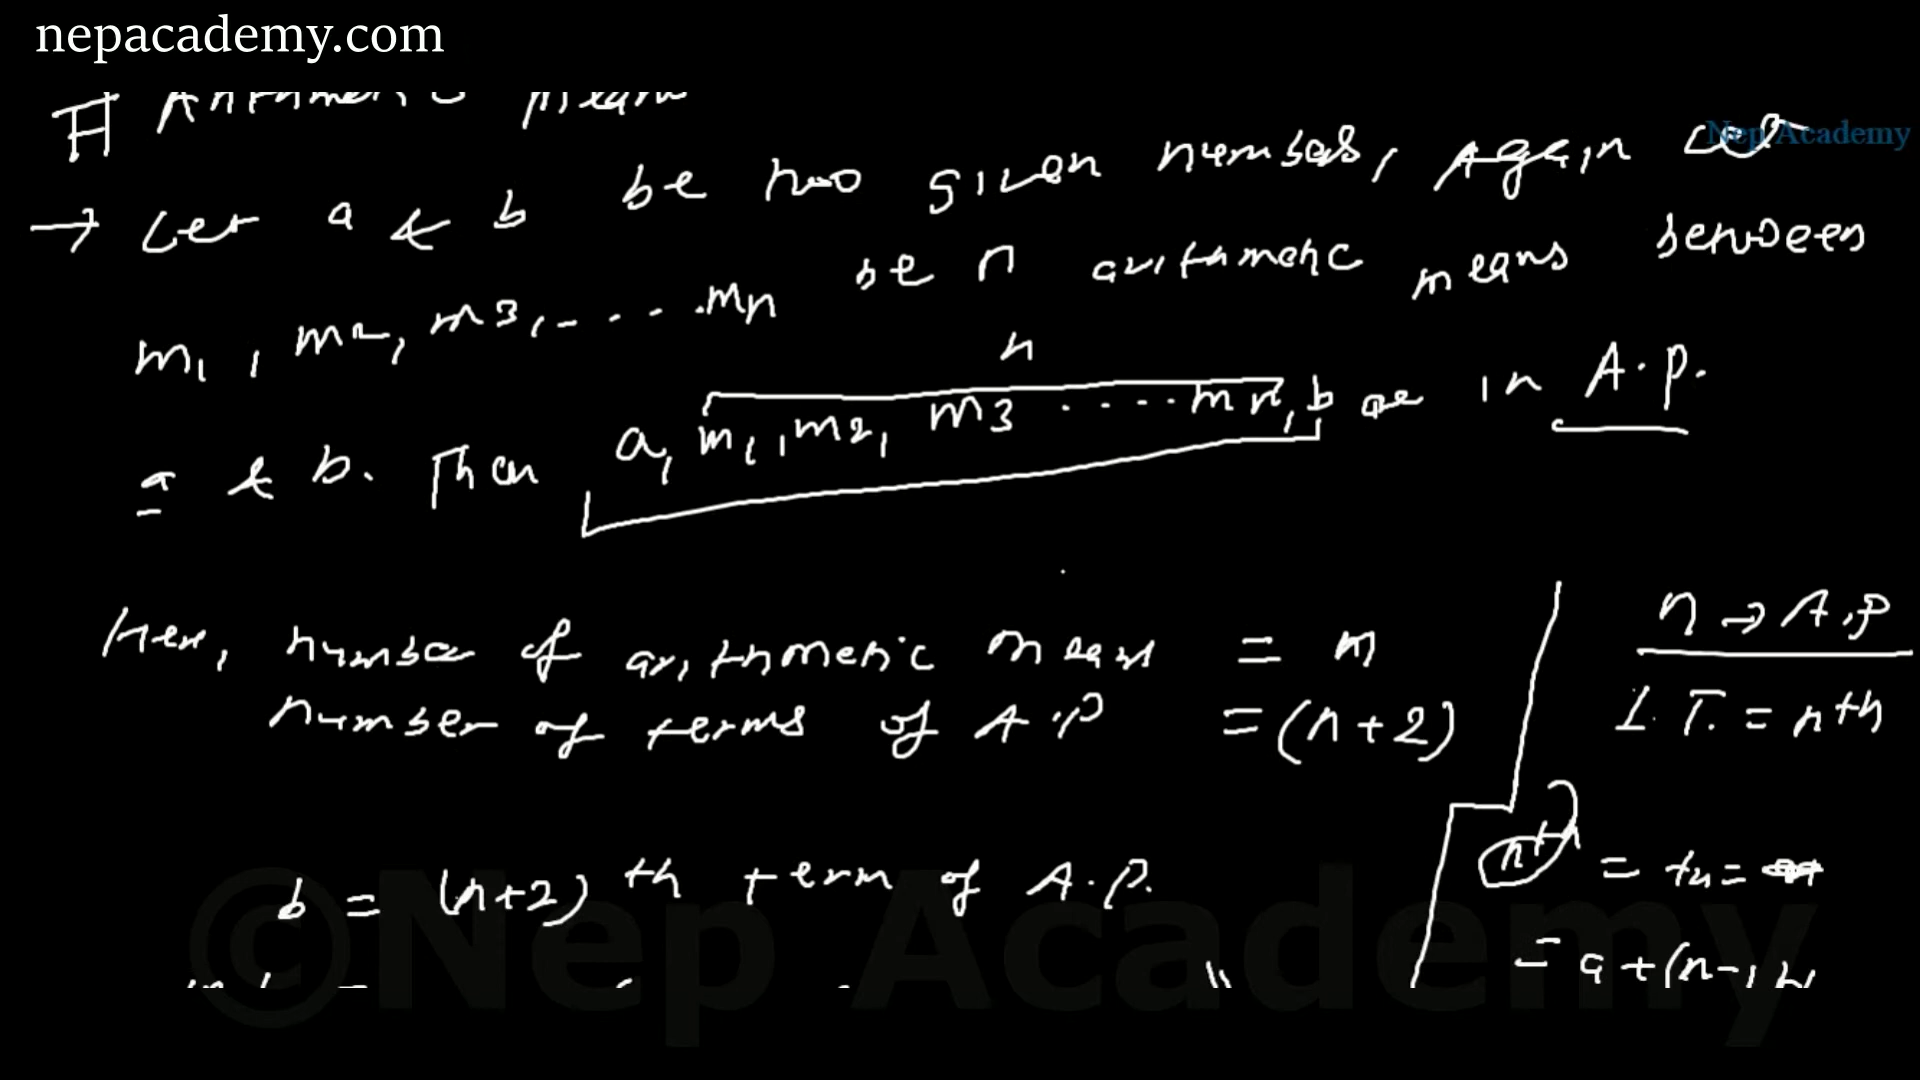 nepacademy.com
# Arithmetic Means
Nep Academy
→ Let a & b be two given numbers, Again let
m1, m2, m3, ..... mn be n arithmetic means between
n
a & b. Then a, m1, m2, m3 ..... mn, b are in A.P.
Here, number of arithmetic means = n
number of terms of A.P = (n+2)
n → A.P
L.T. = nth
b = (n+2)th term of A.P.
nth = tn =
= a+(n-1)d
©Nep Academy